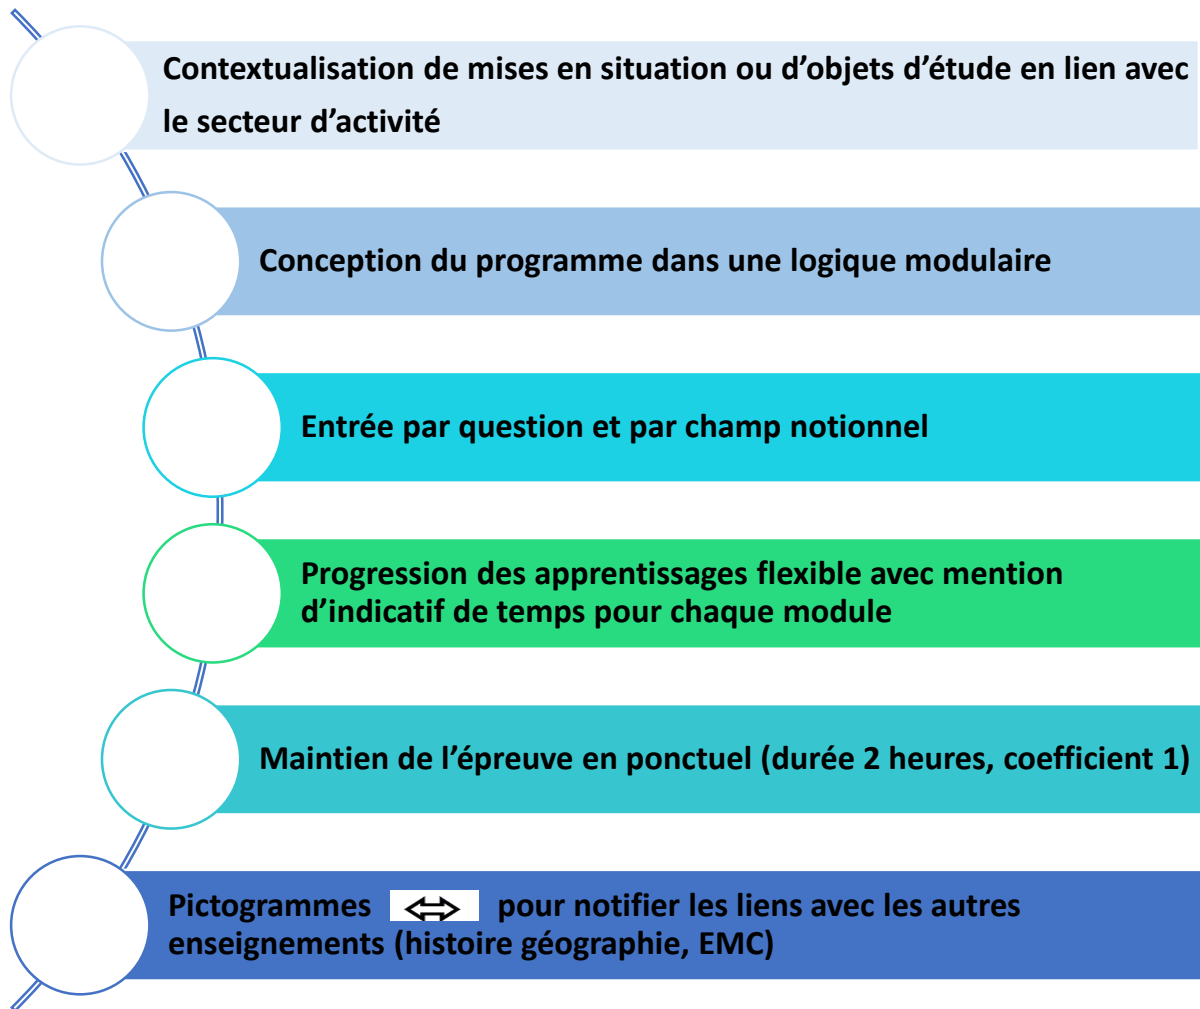 Contextualisation de mises en situation ou d’objets d’étude en lien avec
le secteur d’activité
Conception du programme dans une logique modulaire
Entrée par question et par champ notionnel
Progression des apprentissages flexible avec mention
d’indicatif de temps pour chaque module
Maintien de l’épreuve en ponctuel (durée 2 heures, coefficient 1)
Pictogrammes ⇔ pour notifier les liens avec les autres
enseignements (histoire géographie, EMC)